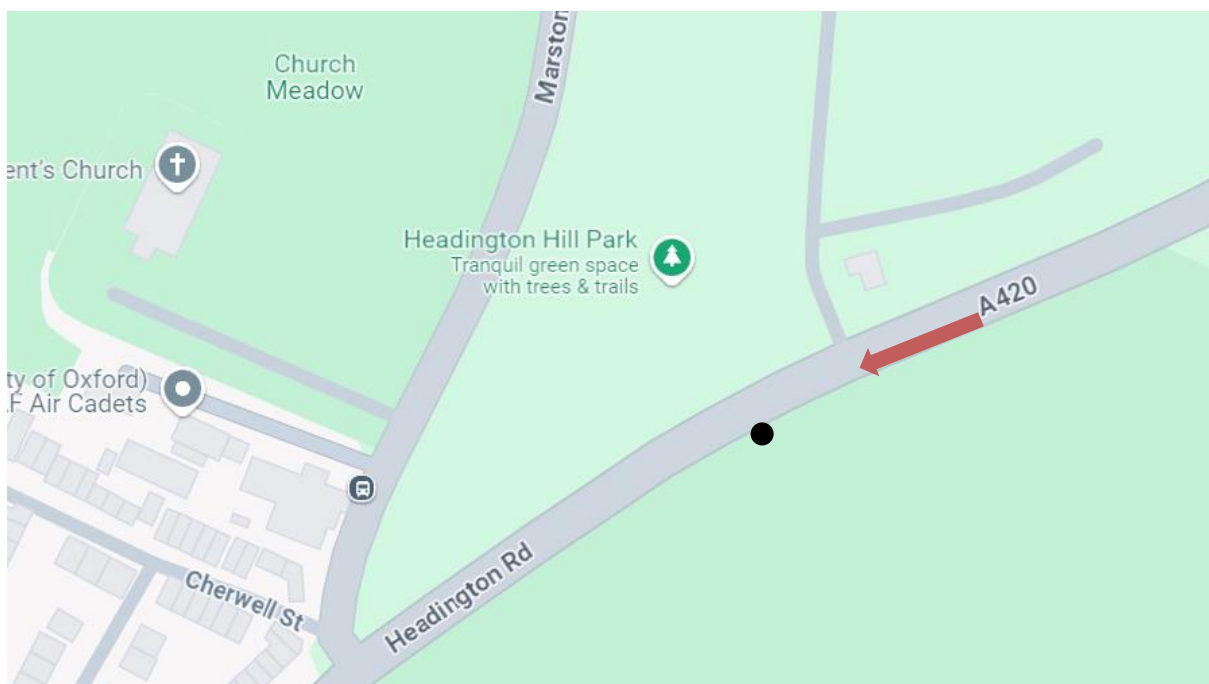 Church
Meadow
Marston
ent's Church
Headington Hill Park
Tranquil green space
with trees & trails
A420
ty of Oxford)
F Air Cadets
Headington Rd
Cherwell St